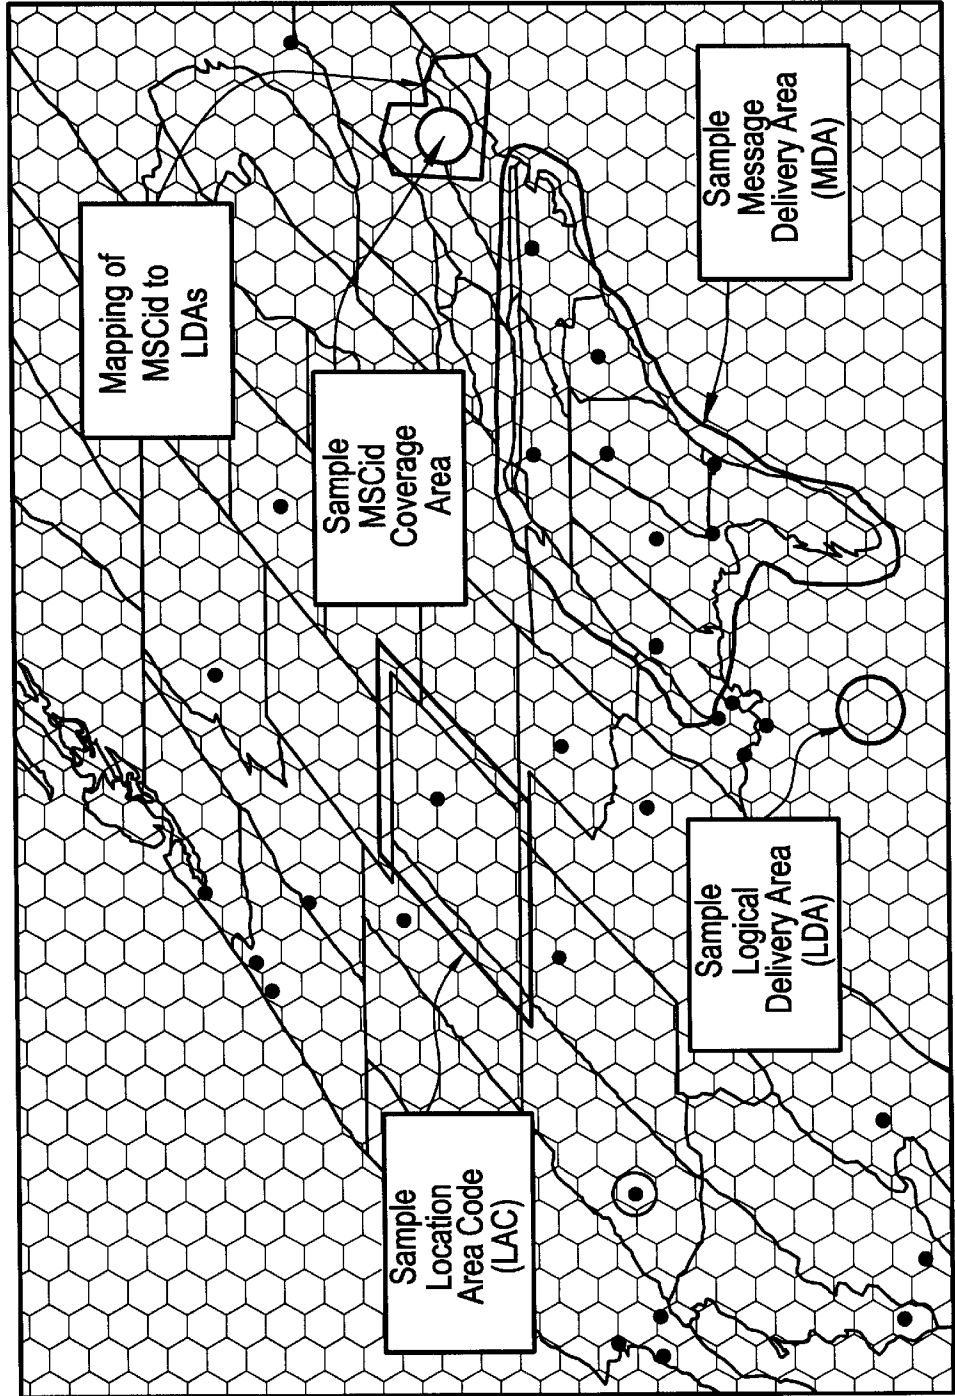 Mapping of
MSCid to
LDAs
Sample
MSCid
Coverage
Area
Sample
Message
Delivery Area
(MDA)
Sample
Location
Area Code
(LAC)
Sample
Logical
Delivery Area
(LDA)